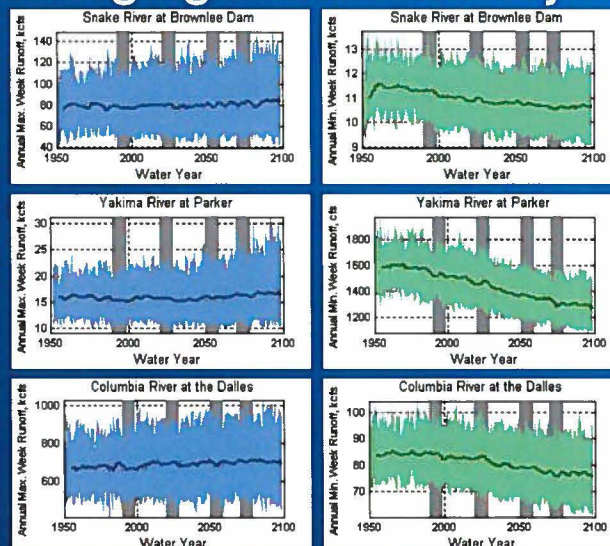 Snake River at Brownlee Dam
Annual Max. Week Runoff, kcfs
140
120
100
80
60
40
1950 2000 2050 2100
Water Year
Snake River at Brownlee Dam
Annual Min. Week Runoff, kcfs
13
12
11
10
9
1950 2000 2050 2100
Water Year
Yakima River at Parker
Annual Max. Week Runoff, kcfs
30
25
20
15
10
1950 2000 2050 2100
Water Year
Yakima River at Parker
Annual Min. Week Runoff, cfs
1800
1600
1400
1200
1950 2000 2050 2100
Water Year
Columbia River at the Dalles
Annual Max. Week Runoff, kcfs
1000
800
600
1950 2000 2050 2100
Water Year
Columbia River at the Dalles
Annual Min. Week Runoff, kcfs
100
90
80
70
1950 2000 2050 2100
Water Year